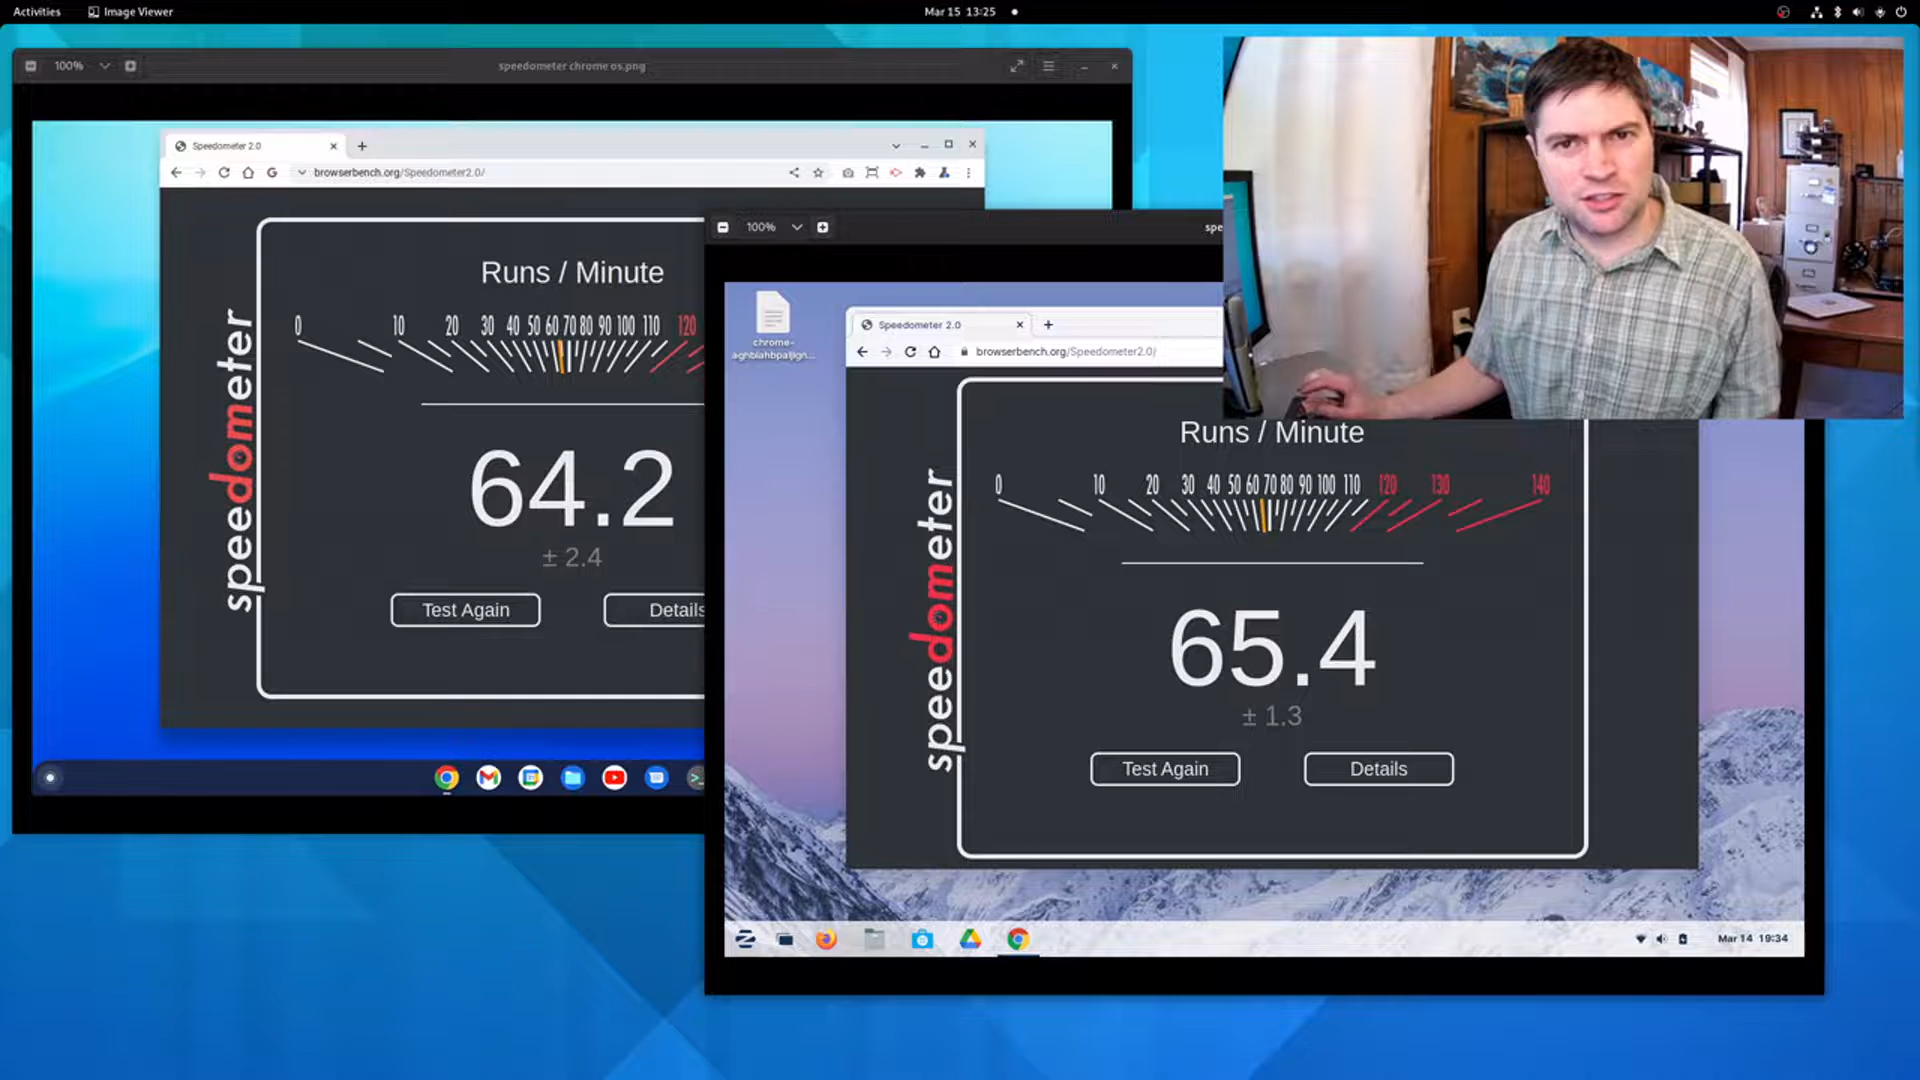 Activities Image Viewer Mar 15 13:25
100% speedometer chrome os.png
Speedometer 2.0
browserbench.org/Speedometer2.0/
speedometer
Runs / Minute
0 10 20 30 40 50 60 70 80 90 100 110 120
64.2
± 2.4
Test Again Details
100% spe
chrome-
Speedometer 2.0
browserbench.org/Speedometer2.0/
speedometer
Runs / Minute
0 10 20 30 40 50 60 70 80 90 100 110 120 130 140
65.4
± 1.3
Test Again Details
Mar 14 19:34